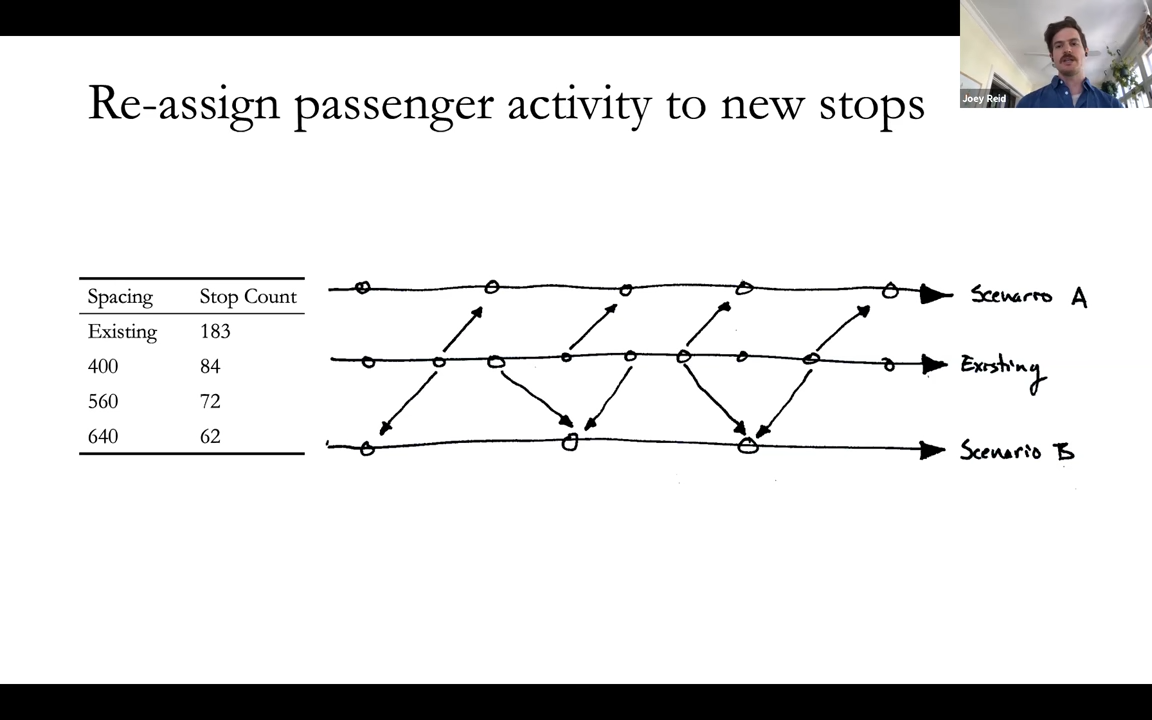 Re-assign passenger activity to new stops
Joey Reid
Spacing Stop Count
Existing 183
400 84
560 72
640 62
Scenario A
Existing
Scenario B